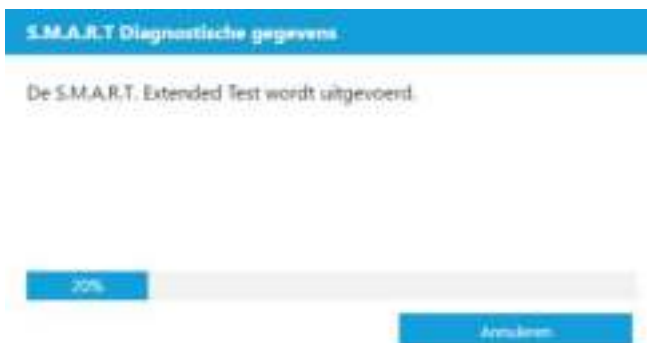 S.M.A.R.T Diagnostische gegevens
De S.M.A.R.T. Extended Test wordt uitgevoerd.
20%
Annuleren